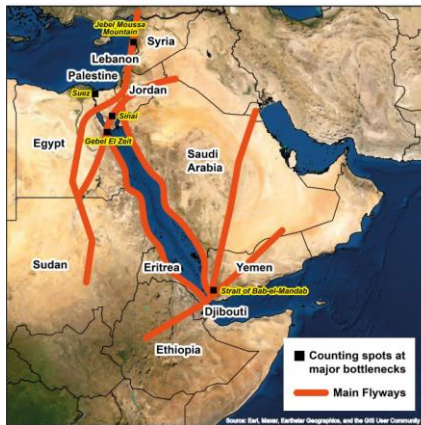 Jebel Moussa
Mountain
Syria
Lebanon
Palestine
Jordan
Suez
Sinai
Egypt
Gebel El Zeit
Saudi
Arabia
Sudan
Eritrea
Yemen
Strait of Bab-el-Mandab
Djibouti
Ethiopia
Counting spots at
major bottlenecks
Main Flyways
Source: Esri, Maxar, Earthstar Geographics, and the GIS User Community